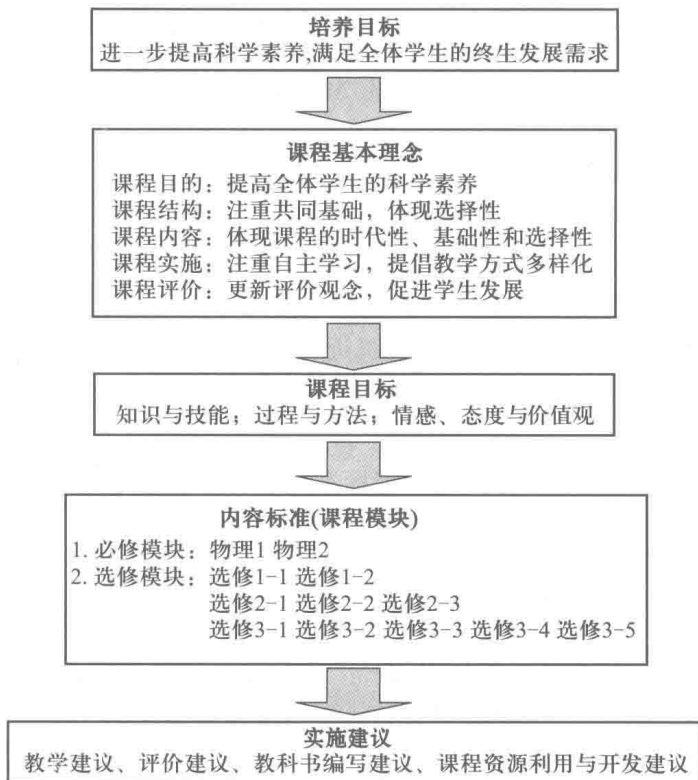 培养目标
进一步提高科学素养,满足全体学生的终生发展需求
课程基本理念
课程目的：提高全体学生的科学素养
课程结构：注重共同基础，体现选择性
课程内容：体现课程的时代性、基础性和选择性
课程实施：注重自主学习，提倡教学方式多样化
课程评价：更新评价观念，促进学生发展
课程目标
知识与技能；过程与方法；情感、态度与价值观
内容标准(课程模块)
1. 必修模块：物理1 物理2
2. 选修模块：选修1-1 选修1-2
选修2-1 选修2-2 选修2-3
选修3-1 选修3-2 选修3-3 选修3-4 选修3-5
实施建议
教学建议、评价建议、教科书编写建议、课程资源利用与开发建议